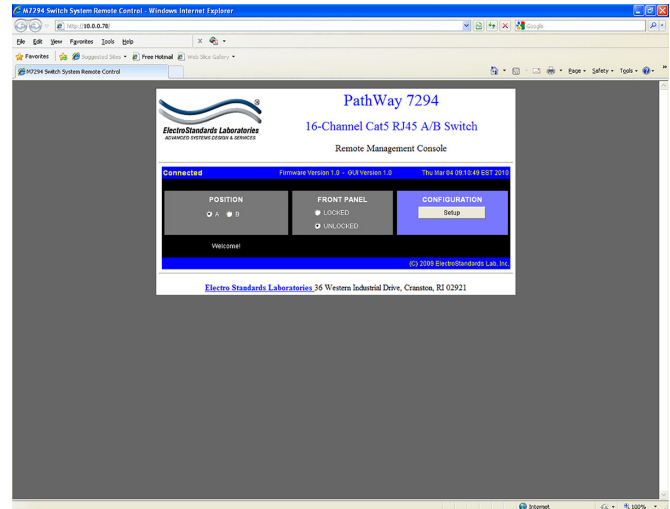 M7294 Switch System Remote Control - Windows Internet Explorer
http://10.0.0.70/
Google
File Edit View Favorites Tools Help
X
Favorites Suggested Sites Free Hotmail Web Slice Gallery
M7294 Switch System Remote Control
Page Safety Tools
PathWay 7294
ElectroStandards Laboratories
ADVANCED SYSTEMS DESIGN & SERVICES
16-Channel Cat5 RJ45 A/B Switch
Remote Management Console
Connected Firmware Version 1.0 - GUI Version 1.0 Thu Mar 04 09:10:49 EST 2010
POSITION FRONT PANEL CONFIGURATION
A B LOCKED Setup
UNLOCKED
Welcome!
(C) 2009 ElectroStandards Lab. Inc.
Electro Standards Laboratories 36 Western Industrial Drive, Cranston, RI 02921
Internet 100%